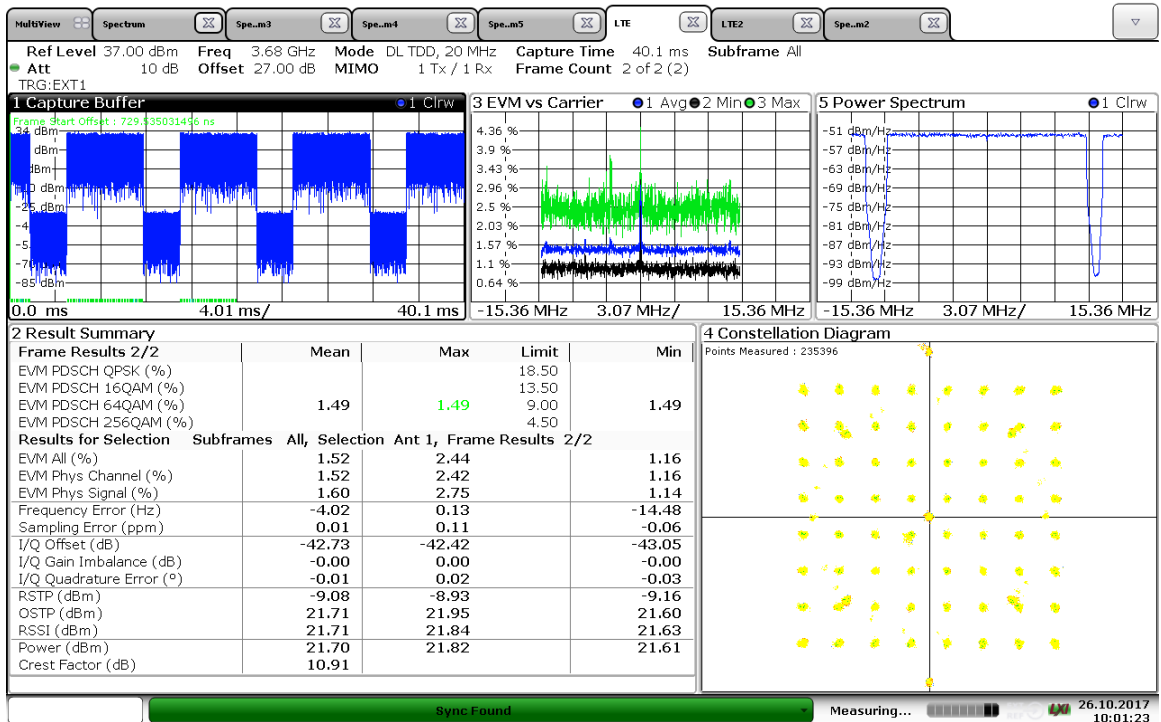 MultiView Spectrum Spe..m3 Spe..m4 Spe..m5 LTE LTE2 Spe..m2
Ref Level 37.00 dBm Freq 3.68 GHz Mode DL TDD, 20 MHz Capture Time 40.1 ms Subframe All
Att 10 dB Offset 27.00 dB MIMO 1 Tx / 1 Rx Frame Count 2 of 2 (2)
TRG:EXT1
1 Capture Buffer 1 Clrw
Frame Start Offset : 729.535031496 ns
34 dBm
-85 dBm
0.0 ms 4.01 ms/ 40.1 ms
3 EVM vs Carrier 1 Avg 2 Min 3 Max
4.36 %
3.9 %
3.43 %
2.96 %
2.5 %
2.03 %
1.57 %
1.1 %
0.64 %
-15.36 MHz 3.07 MHz/ 15.36 MHz
5 Power Spectrum 1 Clrw
-51 dBm/Hz
-57 dBm/Hz
-63 dBm/Hz
-69 dBm/Hz
-75 dBm/Hz
-81 dBm/Hz
-87 dBm/Hz
-93 dBm/Hz
-99 dBm/Hz
-15.36 MHz 3.07 MHz/ 15.36 MHz
2 Result Summary
Frame Results 2/2 Mean Max Limit Min
EVM PDSCH QPSK (%) 18.50
EVM PDSCH 16QAM (%) 13.50
EVM PDSCH 64QAM (%) 1.49 1.49 9.00 1.49
EVM PDSCH 256QAM (%) 4.50
Results for Selection Subframes All, Selection Ant 1, Frame Results 2/2
EVM All (%) 1.52 2.44 1.16
EVM Phys Channel (%) 1.52 2.42 1.16
EVM Phys Signal (%) 1.60 2.75 1.14
Frequency Error (Hz) -4.02 0.13 -14.48
Sampling Error (ppm) 0.01 0.11 -0.06
I/Q Offset (dB) -42.73 -42.42 -43.05
I/Q Gain Imbalance (dB) -0.00 0.00 -0.00
I/Q Quadrature Error (°) -0.01 0.02 -0.03
RSTP (dBm) -9.08 -8.93 -9.16
OSTP (dBm) 21.71 21.95 21.60
RSSI (dBm) 21.71 21.84 21.63
Power (dBm) 21.70 21.82 21.61
Crest Factor (dB) 10.91
4 Constellation Diagram
Points Measured : 235396
Sync Found
Measuring...
LXI
26.10.2017
10:01:23